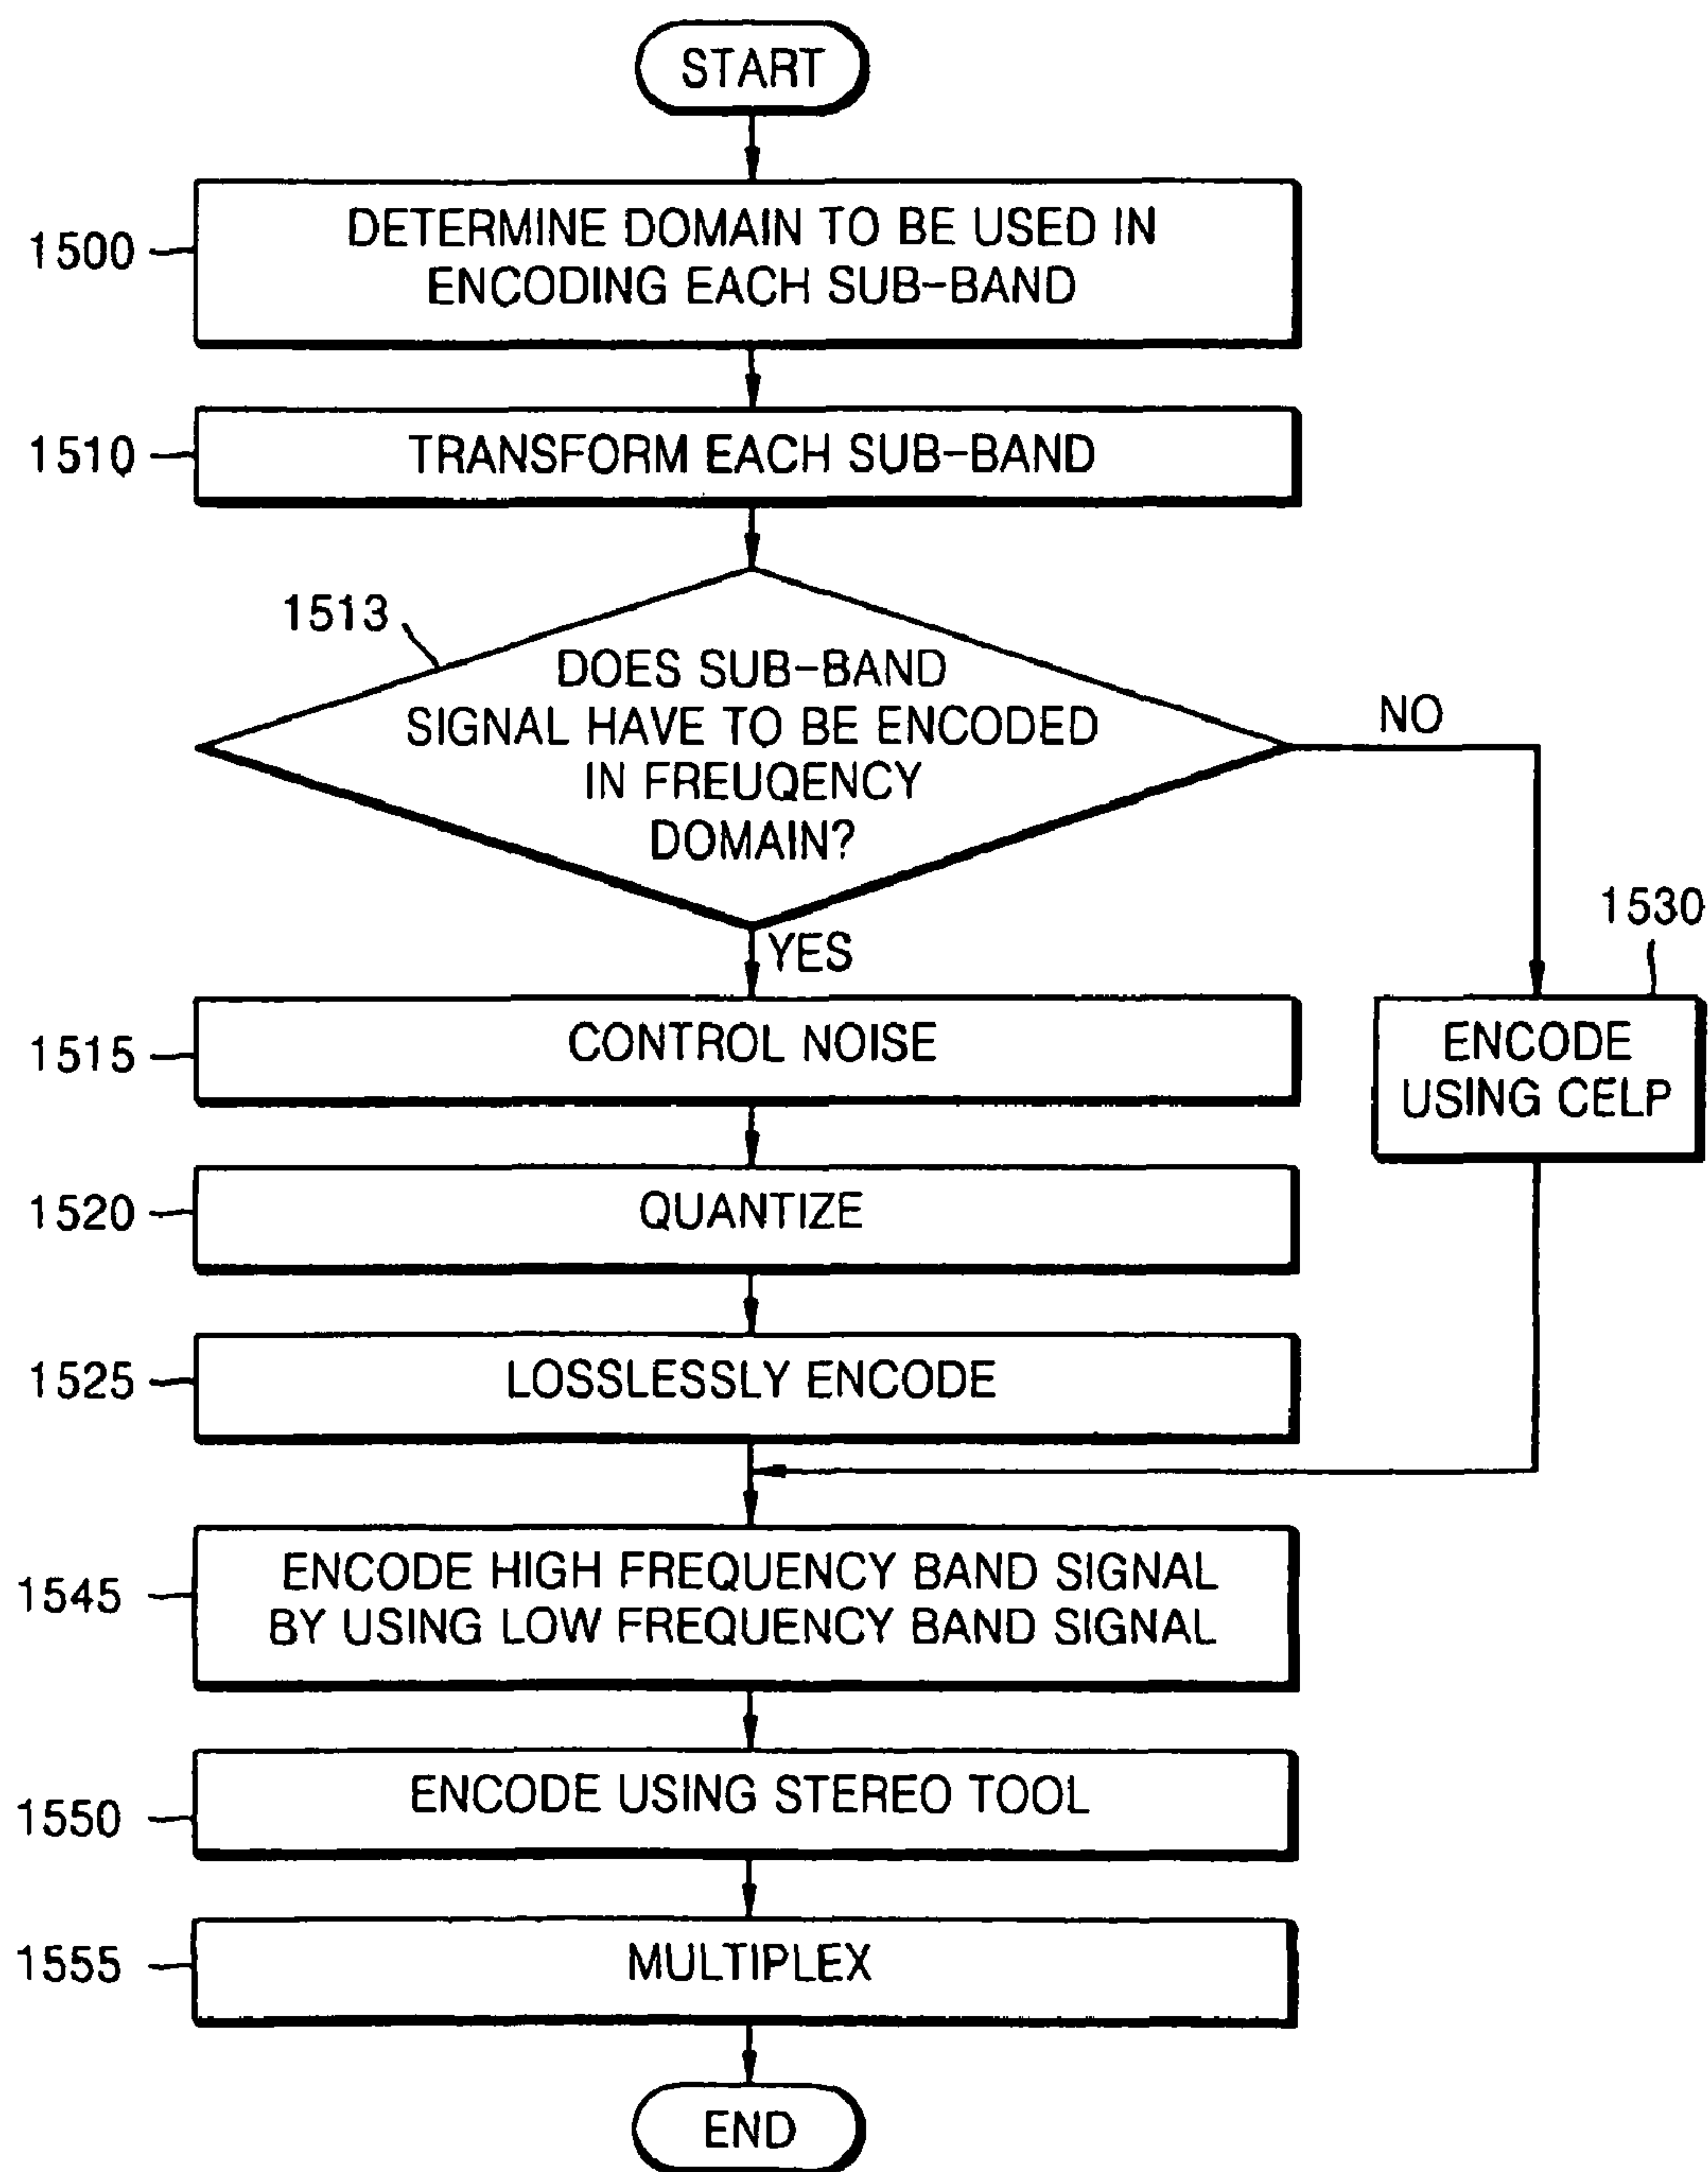 START
1500
DETERMINE DOMAIN TO BE USED IN
ENCODING EACH SUB-BAND
1510
TRANSFORM EACH SUB-BAND
1513
DOES SUB-BAND
SIGNAL HAVE TO BE ENCODED
IN FREUQENCY
DOMAIN?
NO
YES
1530
ENCODE
USING CELP
1515
CONTROL NOISE
1520
QUANTIZE
1525
LOSSLESSLY ENCODE
1545
ENCODE HIGH FREQUENCY BAND SIGNAL
BY USING LOW FREQUENCY BAND SIGNAL
1550
ENCODE USING STEREO TOOL
1555
MULTIPLEX
END